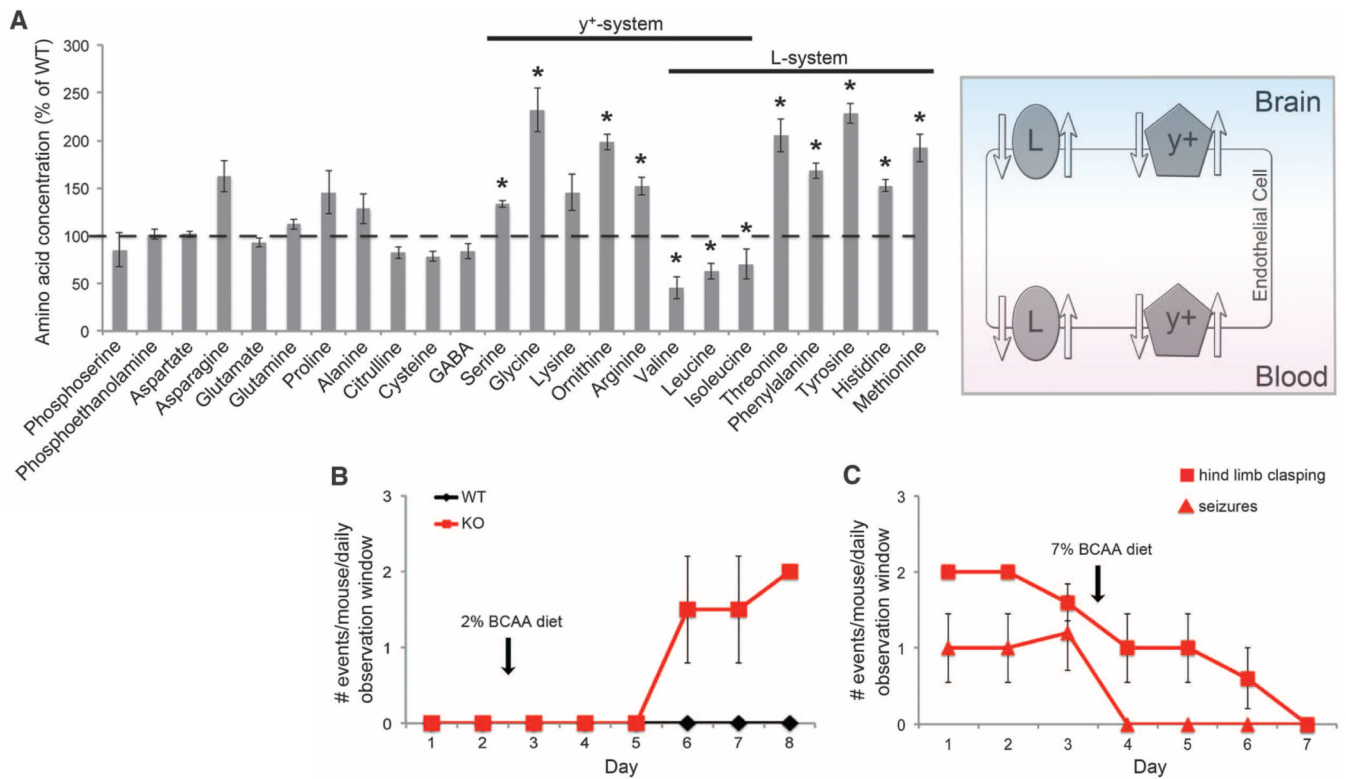 A
y⁺-system
L-system
Amino acid concentration (% of WT)
300
250
200
150
100
50
0
* * * * * * * * * * * *
Phosphoserine
Phosphoethanolamine
Aspartate
Asparagine
Glutamate
Glutamine
Proline
Alanine
Citrulline
Cysteine
GABA
Serine
Glycine
Lysine
Ornithine
Arginine
Valine
Leucine
Isoleucine
Threonine
Phenylalanine
Tyrosine
Histidine
Methionine
Brain
L
y+
Endothelial Cell
L
y+
Blood
B
WT
KO
# events/mouse/daily
observation window
3
2
1
0
2% BCAA diet
1 2 3 4 5 6 7 8
Day
C
hind limb clasping
seizures
# events/mouse/daily
observation window
3
2
1
0
7% BCAA diet
1 2 3 4 5 6 7
Day